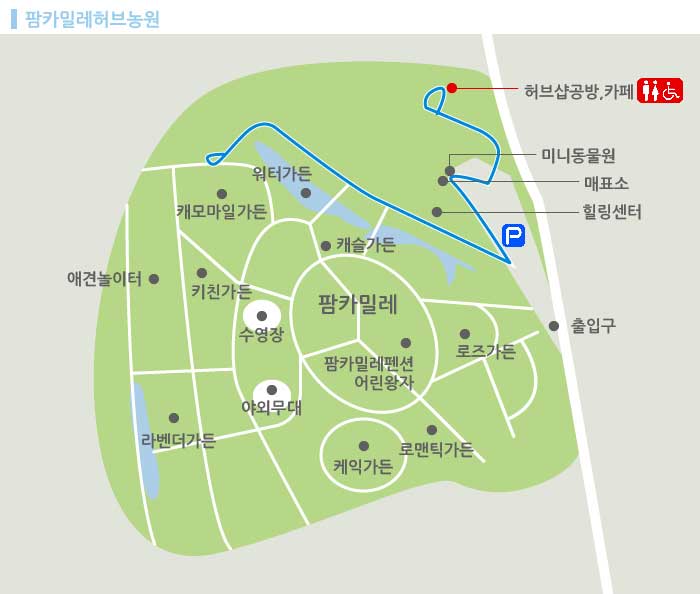 팜카밀레허브농원
허브샵공방,카페
미니동물원
워터가든
매표소
캐모마일가든
힐링센터
P
캐슬가든
애견놀이터
키친가든
팜카밀레
수영장
출입구
로즈가든
팜카밀레펜션
어린왕자
야외무대
라벤더가든
로맨틱가든
케익가든